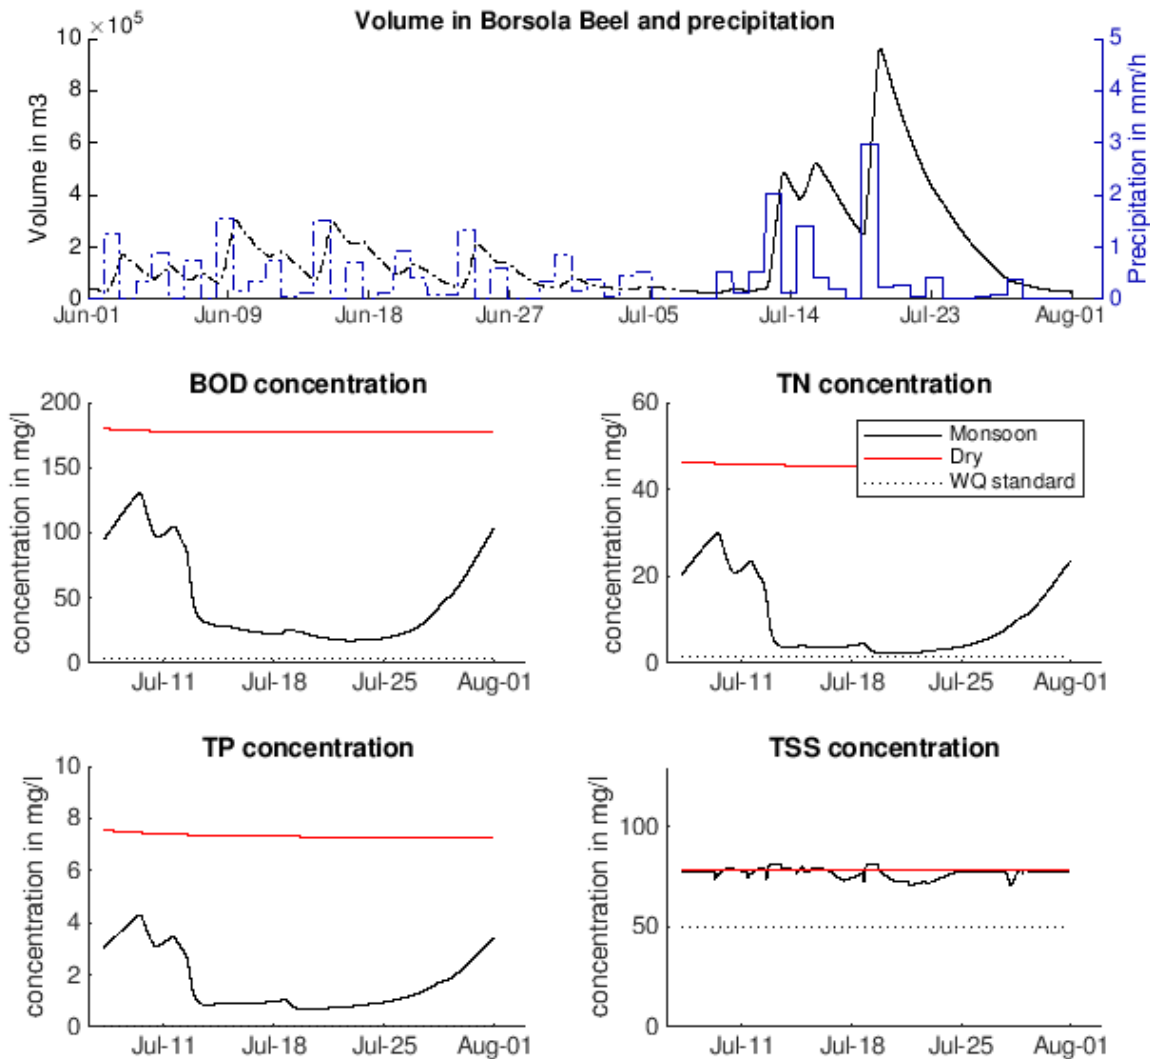 Volume in Borsola Beel and precipitation
10 × 10⁵
8
6
4
2
0
Volume in m3
5
4
3
2
1
0
Precipitation in mm/h
Jun-01 Jun-09 Jun-18 Jun-27 Jul-05 Jul-14 Jul-23 Aug-01
BOD concentration
200
150
100
50
0
concentration in mg/l
Jul-11 Jul-18 Jul-25 Aug-01
TN concentration
60
40
20
0
concentration in mg/l
Monsoon
Dry
WQ standard
Jul-11 Jul-18 Jul-25 Aug-01
TP concentration
10
8
6
4
2
0
concentration in mg/l
Jul-11 Jul-18 Jul-25 Aug-01
TSS concentration
100
50
0
concentration in mg/l
Jul-11 Jul-18 Jul-25 Aug-01